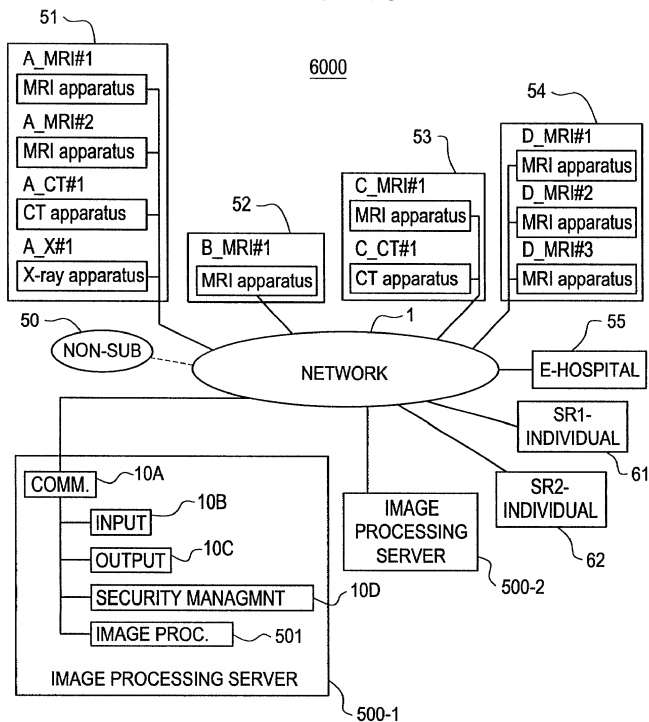 51
A_MRI#1
MRI apparatus
A_MRI#2
MRI apparatus
A_CT#1
CT apparatus
A_X#1
X-ray apparatus
6000
52
B_MRI#1
MRI apparatus
53
C_MRI#1
MRI apparatus
C_CT#1
CT apparatus
54
D_MRI#1
MRI apparatus
D_MRI#2
MRI apparatus
D_MRI#3
MRI apparatus
50
NON-SUB
1
NETWORK
55
E-HOSPITAL
SR1-
INDIVIDUAL
61
SR2-
INDIVIDUAL
62
COMM.
10A
INPUT
10B
OUTPUT
10C
SECURITY MANAGMNT
10D
IMAGE PROC.
501
IMAGE PROCESSING SERVER
500-1
IMAGE
PROCESSING
SERVER
500-2